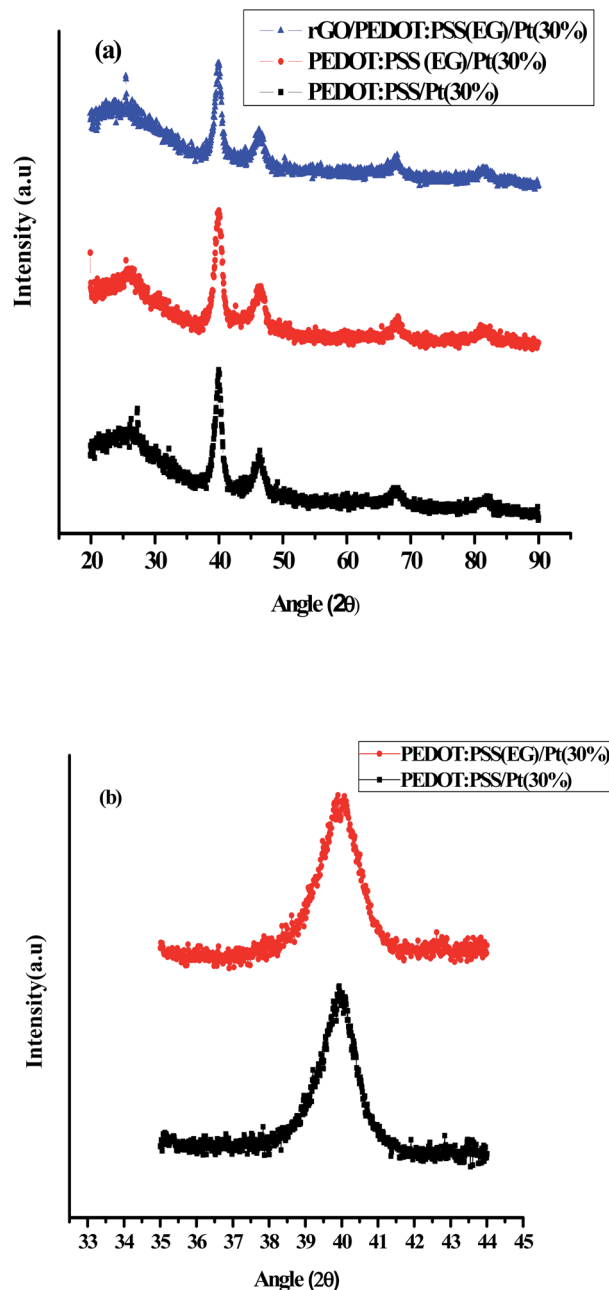 (a)
rGO/PEDOT:PSS(EG)/Pt(30%)
PEDOT:PSS (EG)/Pt(30%)
PEDOT:PSS/Pt(30%)
Intensity (a.u)
20 30 40 50 60 70 80 90
Angle (2θ)
(b)
PEDOT:PSS(EG)/Pt(30%)
PEDOT:PSS/Pt(30%)
Intensity(a.u)
33 34 35 36 37 38 39 40 41 42 43 44 45
Angle (2θ)